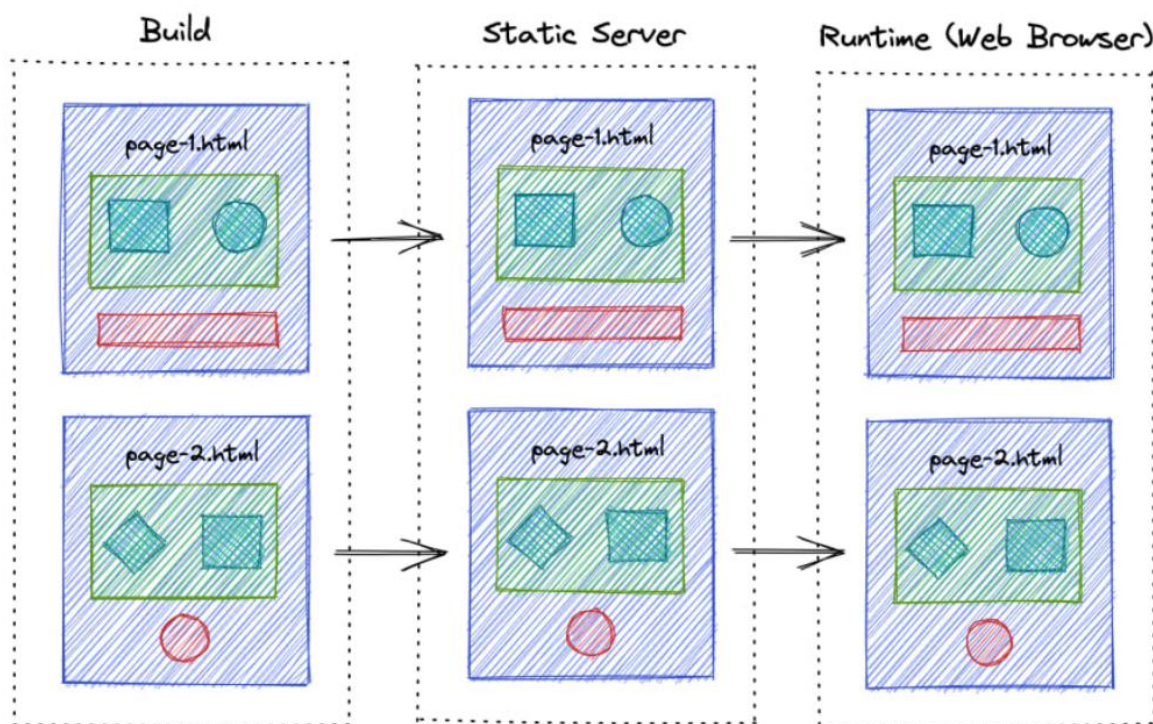 Build
Static Server
Runtime (Web Browser)
page-1.html
page-1.html
page-1.html
page-2.html
page-2.html
page-2.html